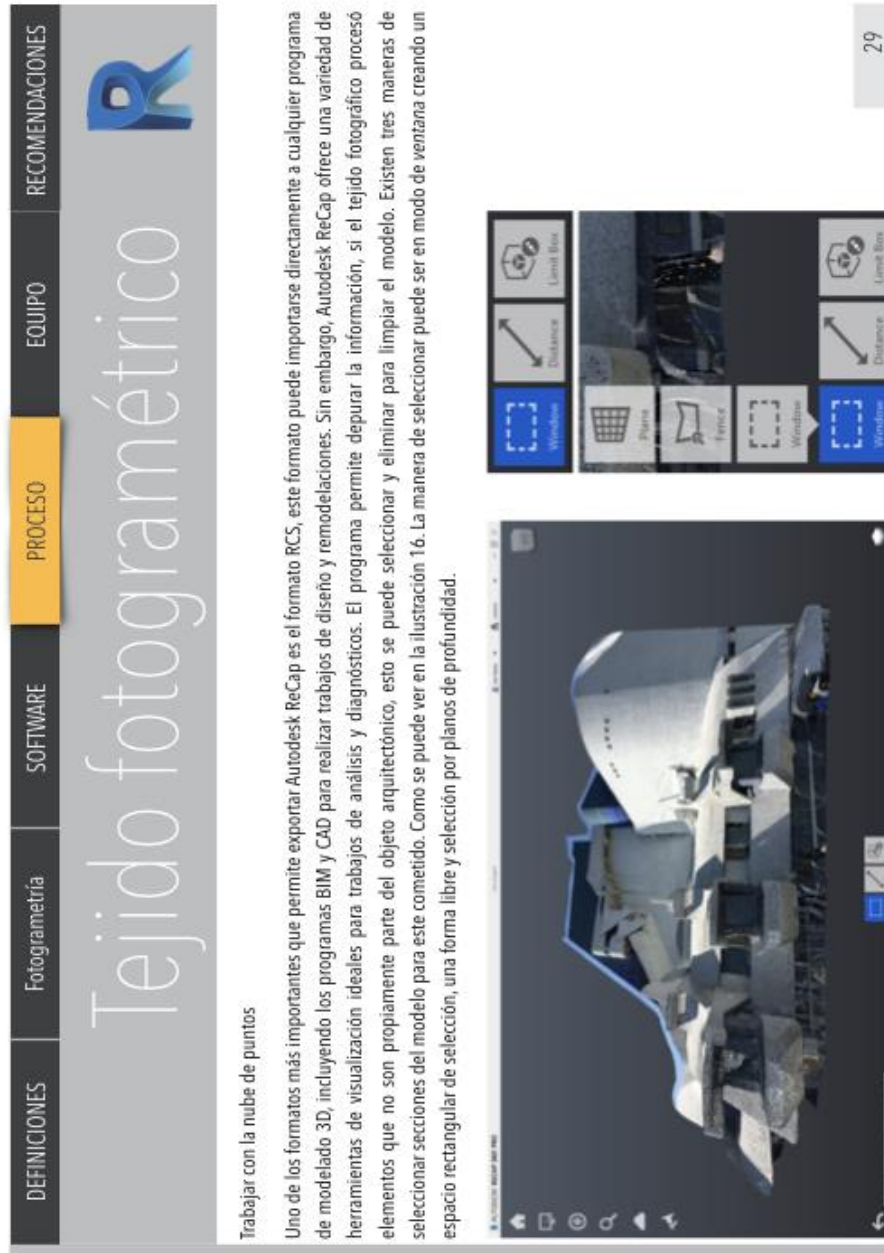 DEFINICIONES
Fotogrametría
SOFTWARE
PROCESO
EQUIPO
RECOMENDACIONES
Tejido fotogramétrico
Trabajar con la nube de puntos
Uno de los formatos más importantes que permite exportar Autodesk ReCap es el formato RCS, este formato puede importarse directamente a cualquier programa
de modelado 3D, incluyendo los programas BIM y CAD para realizar trabajos de diseño y remodelaciones. Sin embargo, Autodesk ReCap ofrece una variedad de
herramientas de visualización ideales para trabajos de análisis y diagnósticos. El programa permite depurar la información, si el tejido fotográfico procesó
elementos que no son propiamente parte del objeto arquitectónico, esto se puede seleccionar y eliminar para limpiar el modelo. Existen tres maneras de
seleccionar secciones del modelo para este cometido. Como se puede ver en la ilustración 16. La manera de seleccionar puede ser en modo de ventana creando un
espacio rectangular de selección, una forma libre y selección por planos de profundidad.
Window
Distance
Limit Box
Plane
Fence
Window
Window
Distance
Limit Box
29